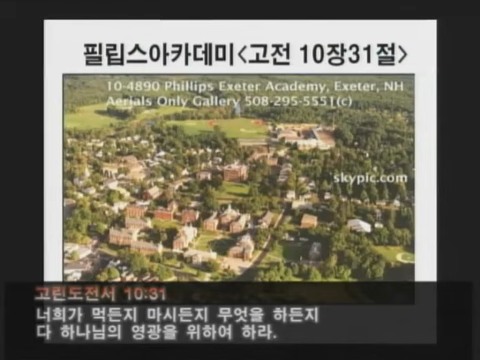 필립스아카데미<고전 10장31절>
10-4890 Phillips Exeter Academy, Exeter, NH
Aerials Only Gallery 508-295-5551(c)
skypic.com
고린도전서 10:31
너희가 먹든지 마시든지 무엇을 하든지
다 하나님의 영광을 위하여 하라.